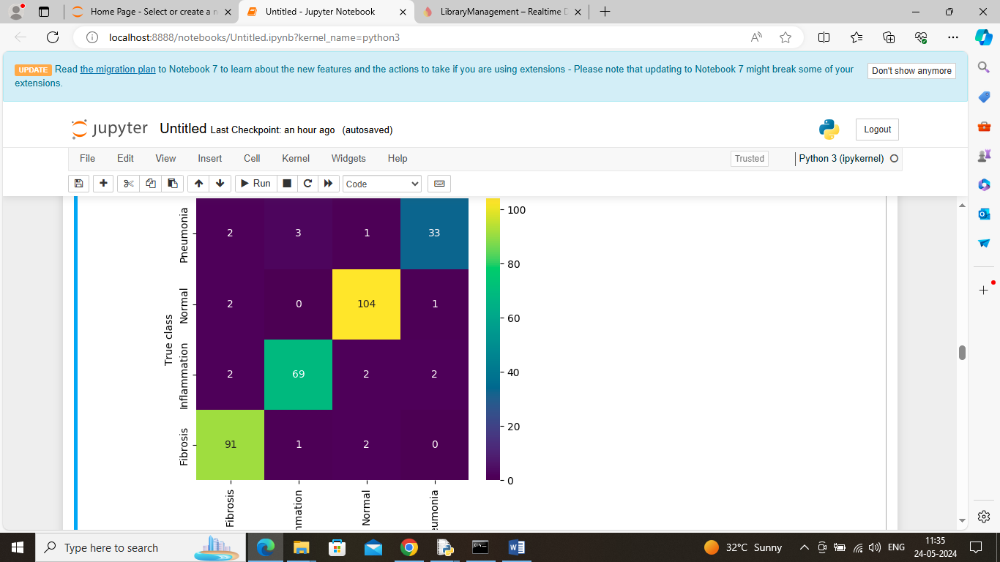 Home Page - Select or create a n
Untitled - Jupyter Notebook
LibraryManagement – Realtime D
localhost:8888/notebooks/Untitled.ipynb?kernel_name=python3
UPDATE Read the migration plan to Notebook 7 to learn about the new features and the actions to take if you are using extensions - Please note that updating to Notebook 7 might break some of your
extensions.
Don't show anymore
jupyter Untitled Last Checkpoint: an hour ago (autosaved)
Logout
File Edit View Insert Cell Kernel Widgets Help
Trusted
Python 3 (ipykernel)
Run
Code
True class
Pneumonia 2 3 1 33
Normal 2 0 104 1
Inflammation 2 69 2 2
Fibrosis 91 1 2 0
100
80
60
40
20
0
Fibrosis
mmation
Normal
umonia
Type here to search
32°C Sunny
ENG
11:35
24-05-2024